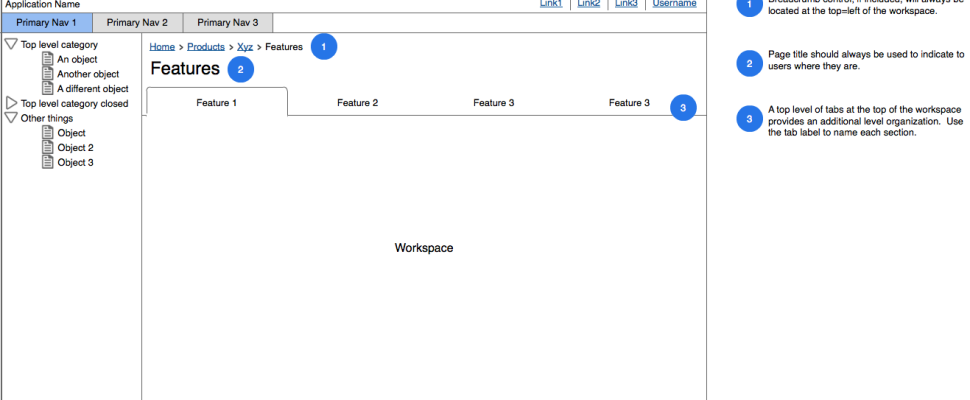 Application Name
Link1 Link2 Link3 Username
Primary Nav 1 Primary Nav 2 Primary Nav 3
Top level category
An object
Another object
A different object
Top level category closed
Other things
Object
Object 2
Object 3
Home > Products > Xyz > Features 1
Features 2
Feature 1 Feature 2 Feature 3 Feature 3 3
Workspace
1 Breadcrumb control, if included, will always be
located at the top=left of the workspace.
2 Page title should always be used to indicate to
users where they are.
3 A top level of tabs at the top of the workspace
provides an additional level organization. Use
the tab label to name each section.